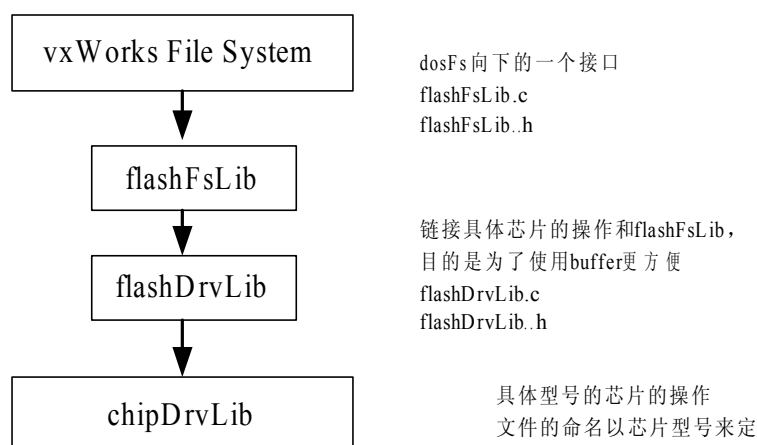 vxWorks File System
dosFs向下的一个接口
flashFsLib.c
flashFsLib..h
flashFsLib
链接具体芯片的操作和flashFsLib，
目的是为了使用buffer更方便
flashDrvLib.c
flashDrvLib..h
flashDrvLib
具体型号的芯片的操作
文件的命名以芯片型号来定
chipDrvLib